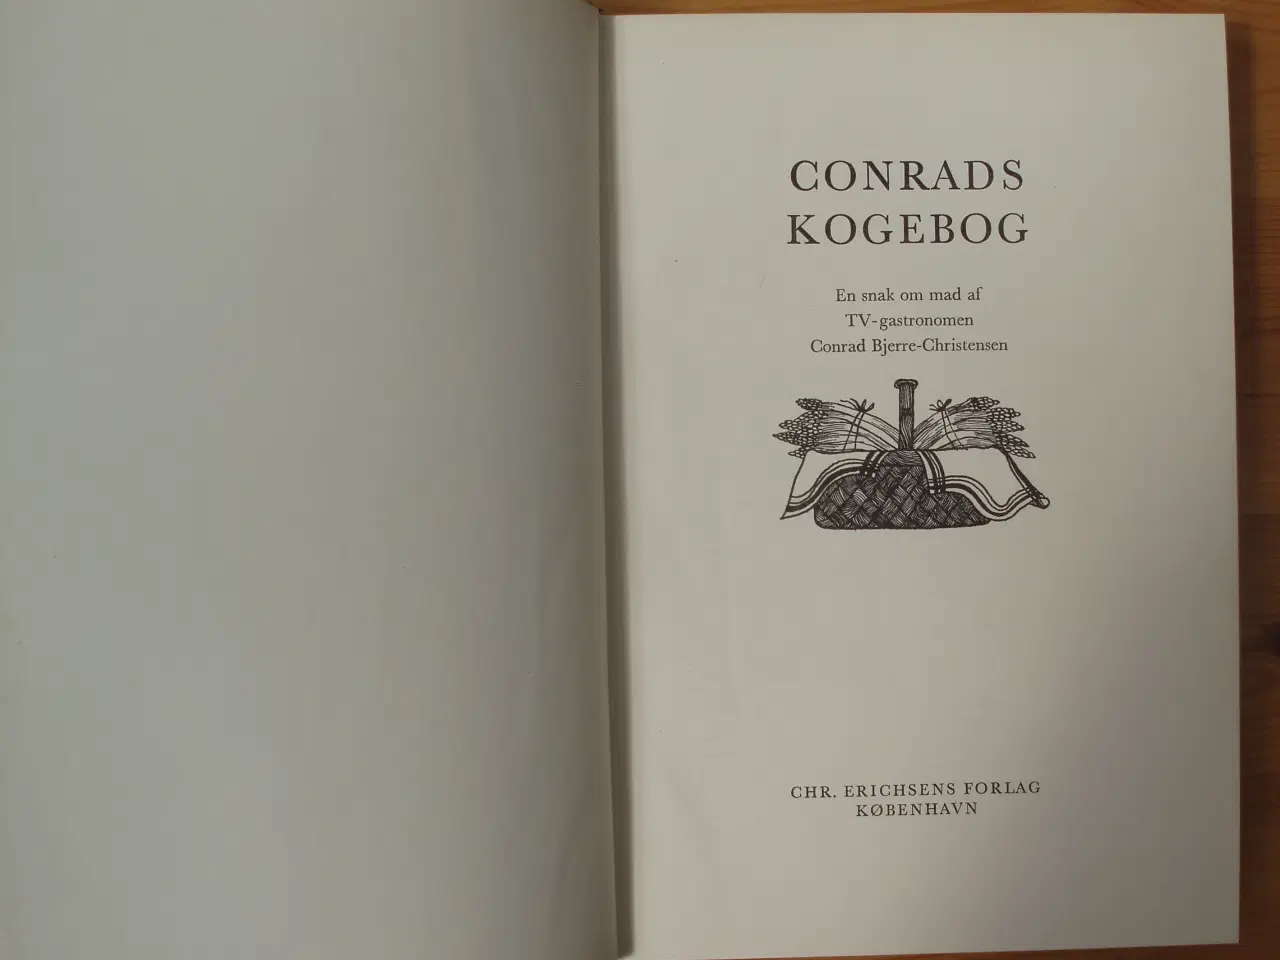 CONRADS
KOGEBOG
En snak om mad af
TV-gastronomen
Conrad Bjerre-Christensen
CHR. ERICHSENS FORLAG
KØBENHAVN